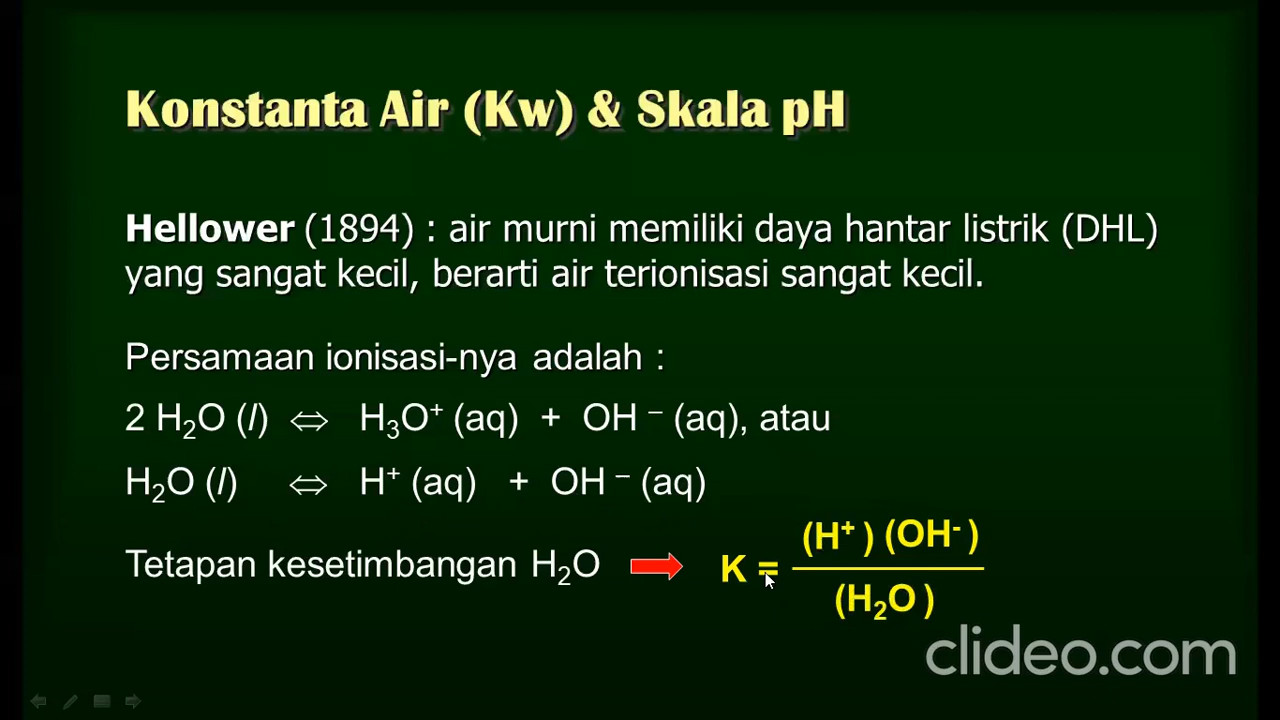 Konstanta Air (Kw) & Skala pH
Hellower (1894) : air murni memiliki daya hantar listrik (DHL)
yang sangat kecil, berarti air terionisasi sangat kecil.
Persamaan ionisasi-nya adalah :
2 H₂O (l) ⇔ H₃O⁺ (aq) + OH ⁻ (aq), atau
H₂O (l) ⇔ H⁺ (aq) + OH ⁻ (aq)
(H⁺ ) (OH⁻ )
Tetapan kesetimbangan H₂O K =
(H₂O )
clideo.com